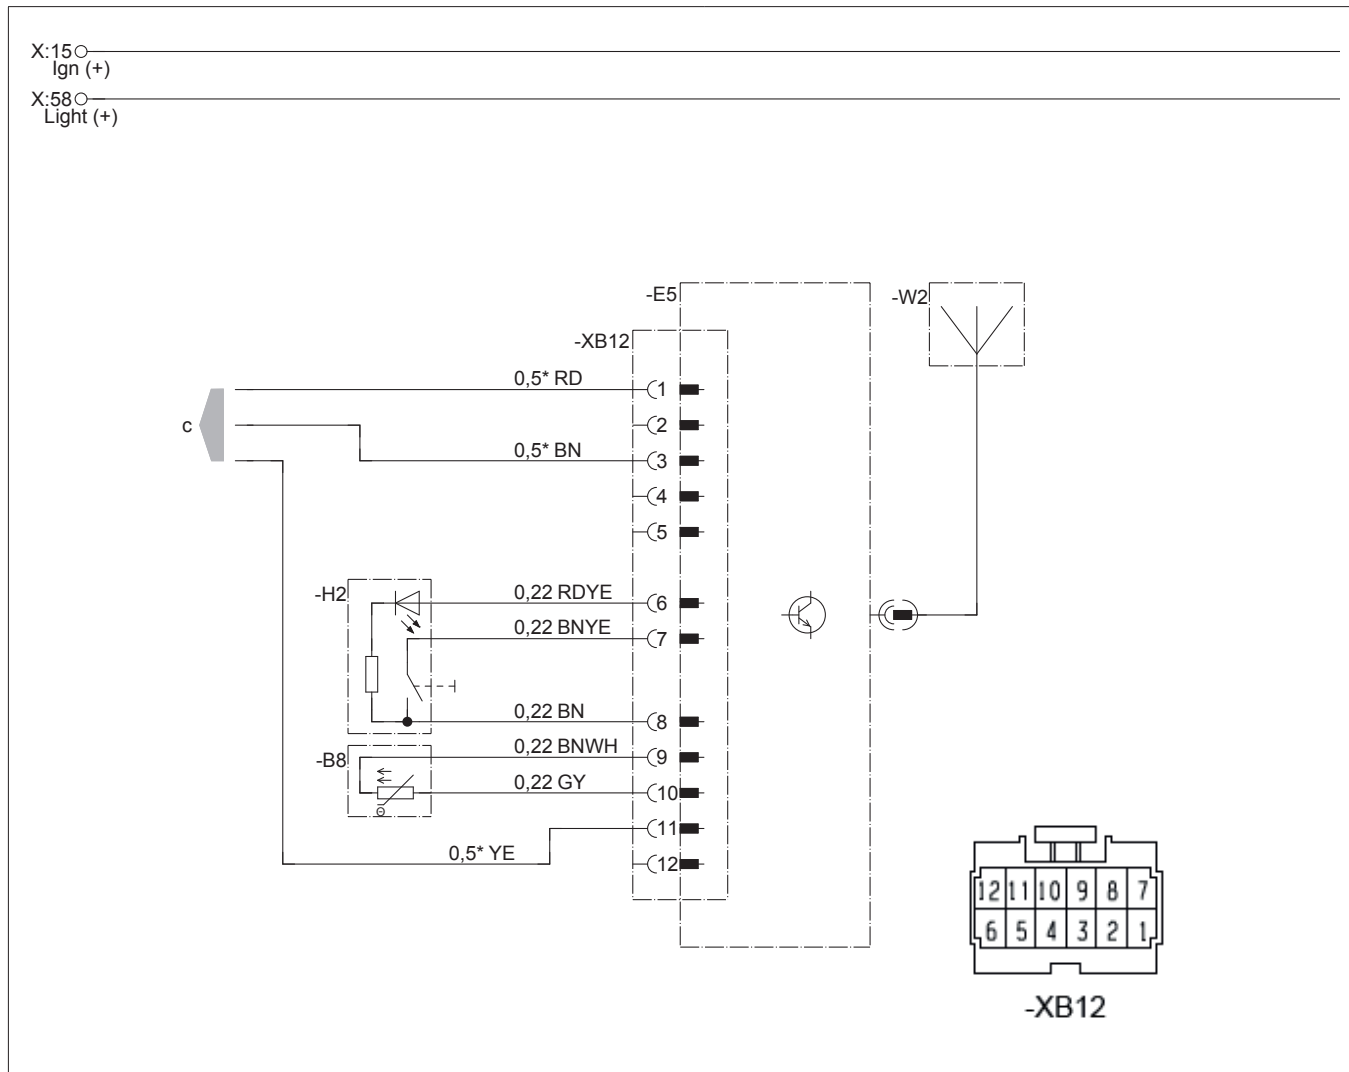 X:15
Ign (+)
X:58
Light (+)
-E5
-W2
-XB12
0,5* RD
1
c
2
0,5* BN
3
4
5
-H2
0,22 RDYE
6
0,22 BNYE
7
0,22 BN
8
0,22 BNWH
9
-B8
0,22 GY
10
11
0,5* YE
12
12 11 10 9 8 7
6 5 4 3 2 1
-XB12